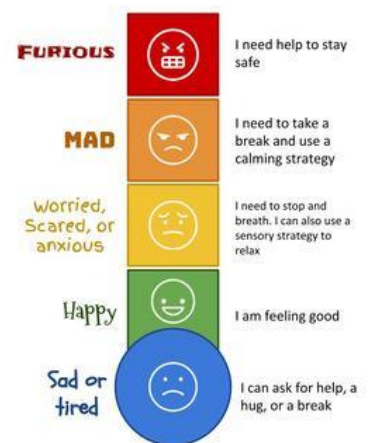 FURIOUS
I need help to stay
safe
MAD
I need to take a
break and use a
calming strategy
Worried,
Scared, or
anxious
I need to stop and
breath. I can also use a
sensory strategy to
relax
Happy
I am feeling good
Sad or
tired
I can ask for help, a
hug, or a break